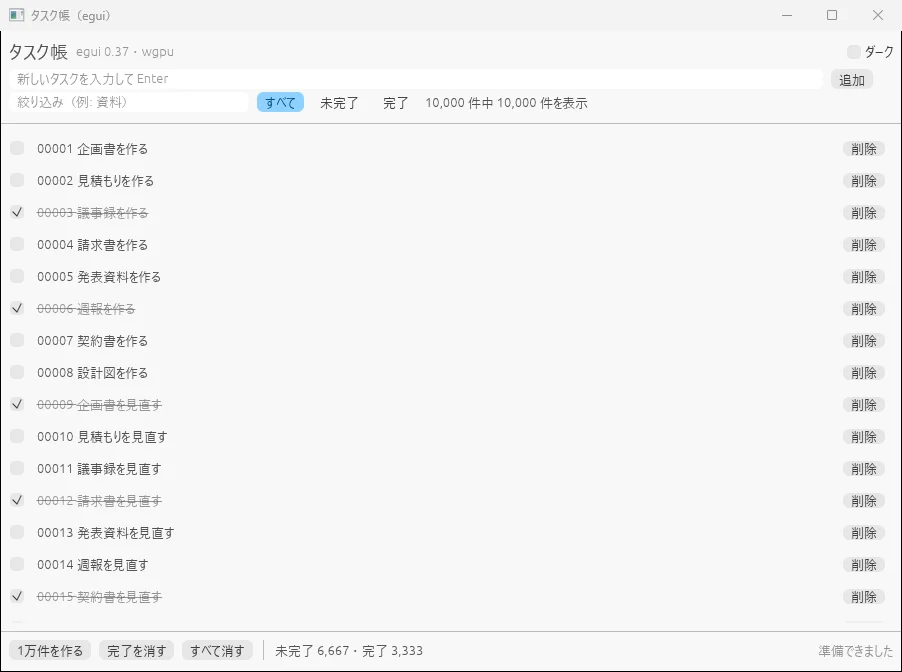 タスク帳（egui）
タスク帳 egui 0.37・wgpu ダーク
新しいタスクを入力して Enter 追加
絞り込み（例: 資料） すべて 未完了 完了 10,000 件中 10,000 件を表示
00001 企画書を作る 削除
00002 見積もりを作る 削除
00003 議事録を作る 削除
00004 請求書を作る 削除
00005 発表資料を作る 削除
00006 週報を作る 削除
00007 契約書を作る 削除
00008 設計図を作る 削除
00009 企画書を見直す 削除
00010 見積もりを見直す 削除
00011 議事録を見直す 削除
00012 請求書を見直す 削除
00013 発表資料を見直す 削除
00014 週報を見直す 削除
00015 契約書を見直す 削除
1万件を作る 完了を消す すべて消す 未完了 6,667・完了 3,333 準備できました